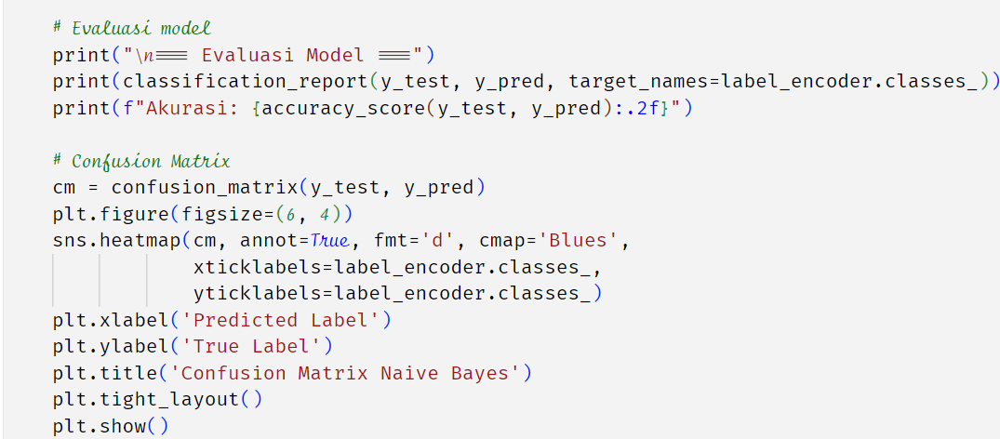 # Evaluasi model
print("\n=== Evaluasi Model ===")
print(classification_report(y_test, y_pred, target_names=label_encoder.classes_))
print(f"Akurasi: {accuracy_score(y_test, y_pred):.2f}")
# Confusion Matrix
cm = confusion_matrix(y_test, y_pred)
plt.figure(figsize=(6, 4))
sns.heatmap(cm, annot=True, fmt='d', cmap='Blues',
xticklabels=label_encoder.classes_,
yticklabels=label_encoder.classes_)
plt.xlabel('Predicted Label')
plt.ylabel('True Label')
plt.title('Confusion Matrix Naive Bayes')
plt.tight_layout()
plt.show()